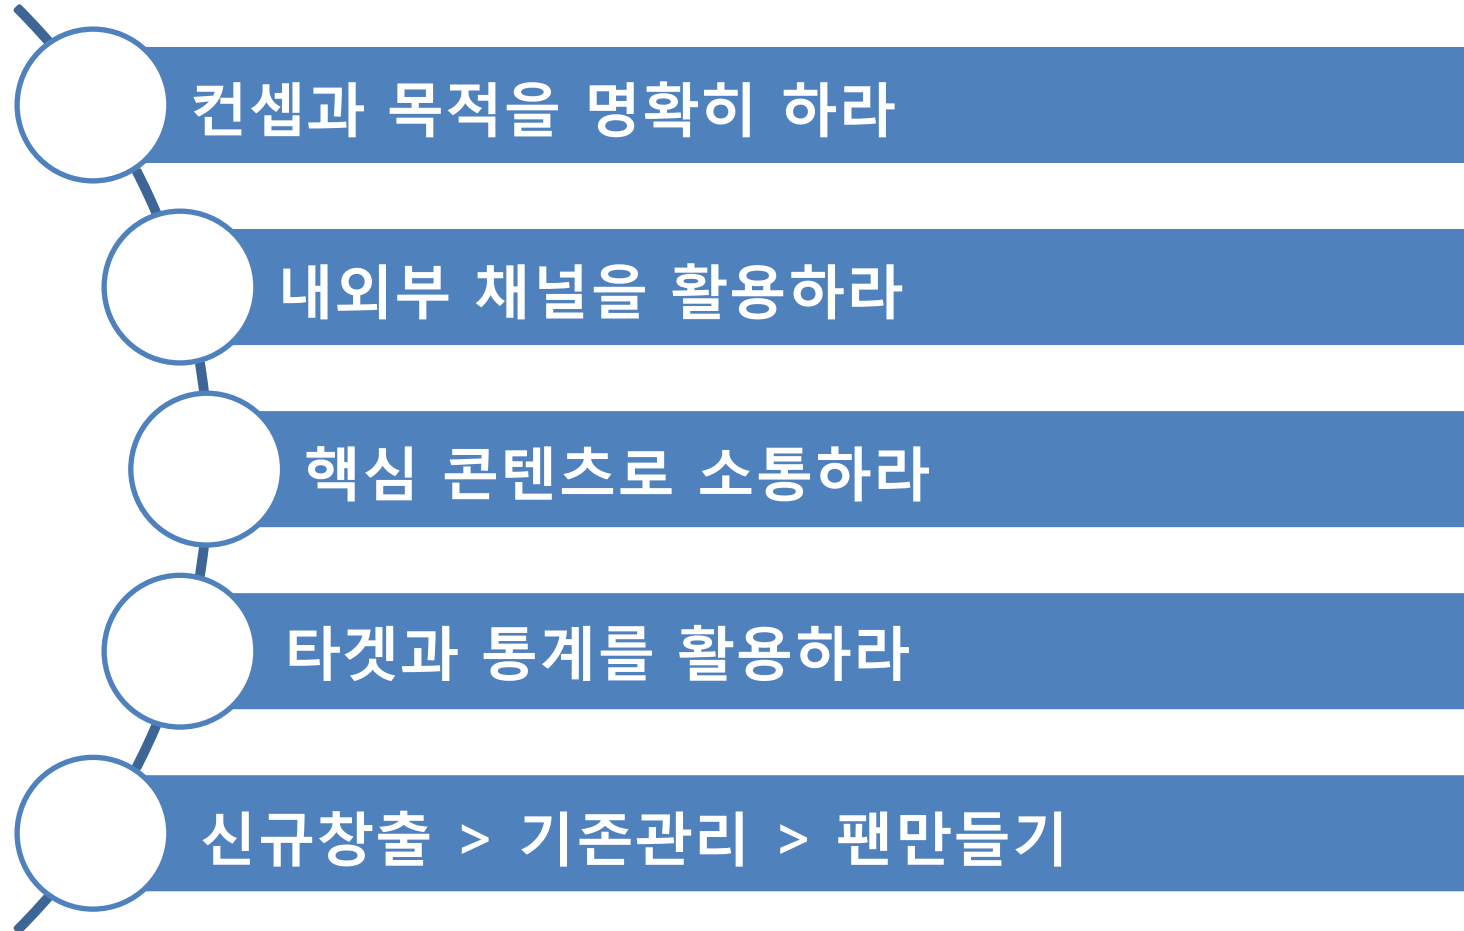 컨셉과 목적을 명확히 하라
내외부 채널을 활용하라
핵심 콘텐츠로 소통하라
타겟과 통계를 활용하라
신규창출 > 기존관리 > 팬만들기